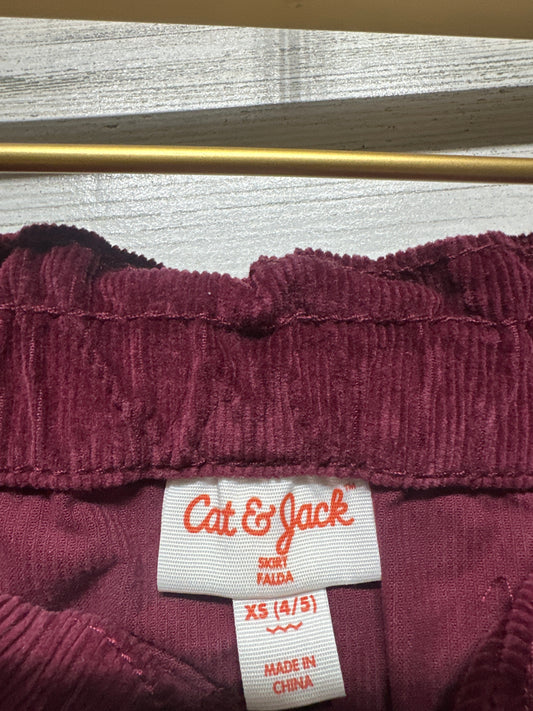 Cat & Jack™
SKIRT
FALDA
XS (4/5)
MADE IN
CHINA